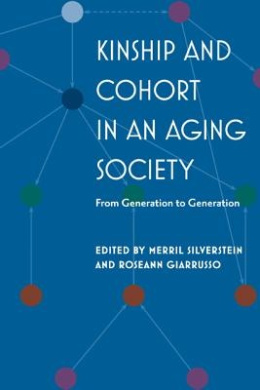 KINSHIP AND
COHORT
IN AN AGING
SOCIETY
From Generation to Generation
EDITED BY MERRIL SILVERSTEIN
AND ROSEANN GIARRUSSO